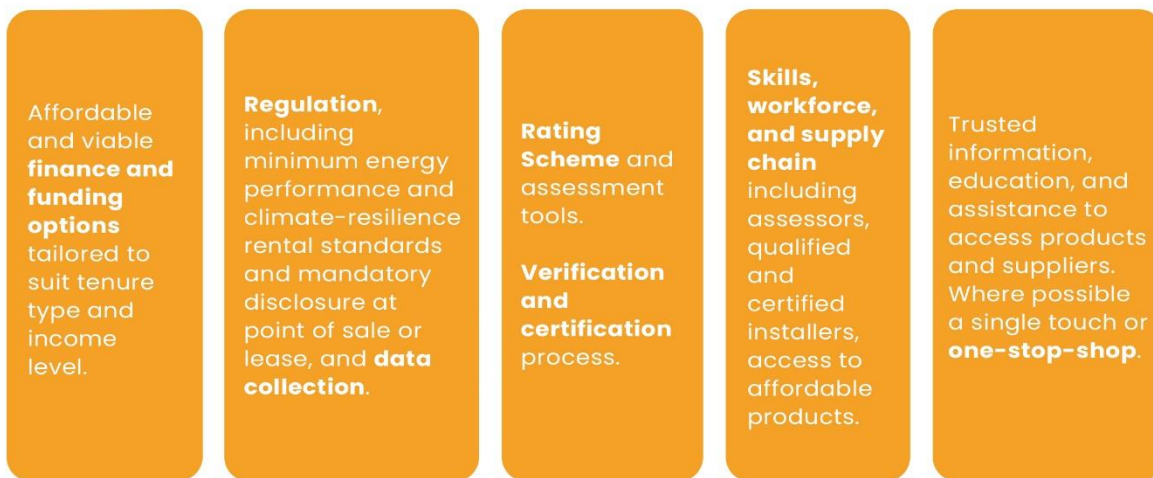 Affordable
and viable
finance and
funding
options
tailored to
suit tenure
type and
income
level.
Regulation,
including
minimum energy
performance and
climate-resilience
rental standards
and mandatory
disclosure at
point of sale or
lease, and data
collection.
Rating
Scheme and
assessment
tools.
Verification
and
certification
process.
Skills,
workforce,
and supply
chain
including
assessors,
qualified
and
certified
installers,
access to
affordable
products.
Trusted
information,
education, and
assistance to
access products
and suppliers.
Where possible
a single touch or
one-stop-shop.